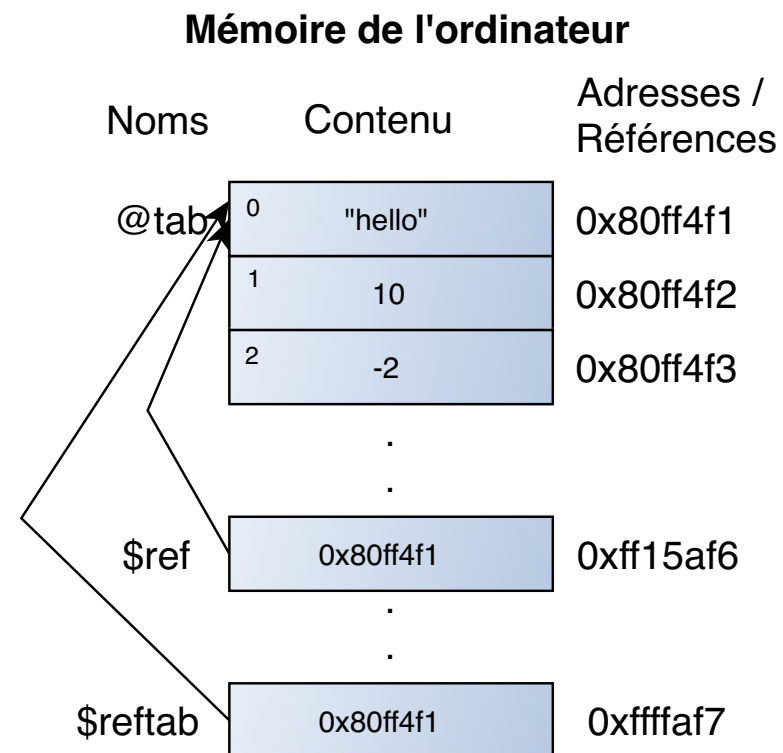 Mémoire de l'ordinateur
Noms Contenu Adresses /
Références
@tab 0 "hello" 0x80ff4f1
1 10 0x80ff4f2
2 -2 0x80ff4f3
.
.
$ref 0x80ff4f1 0xff15af6
.
.
$reftab 0x80ff4f1 0xffffaf7